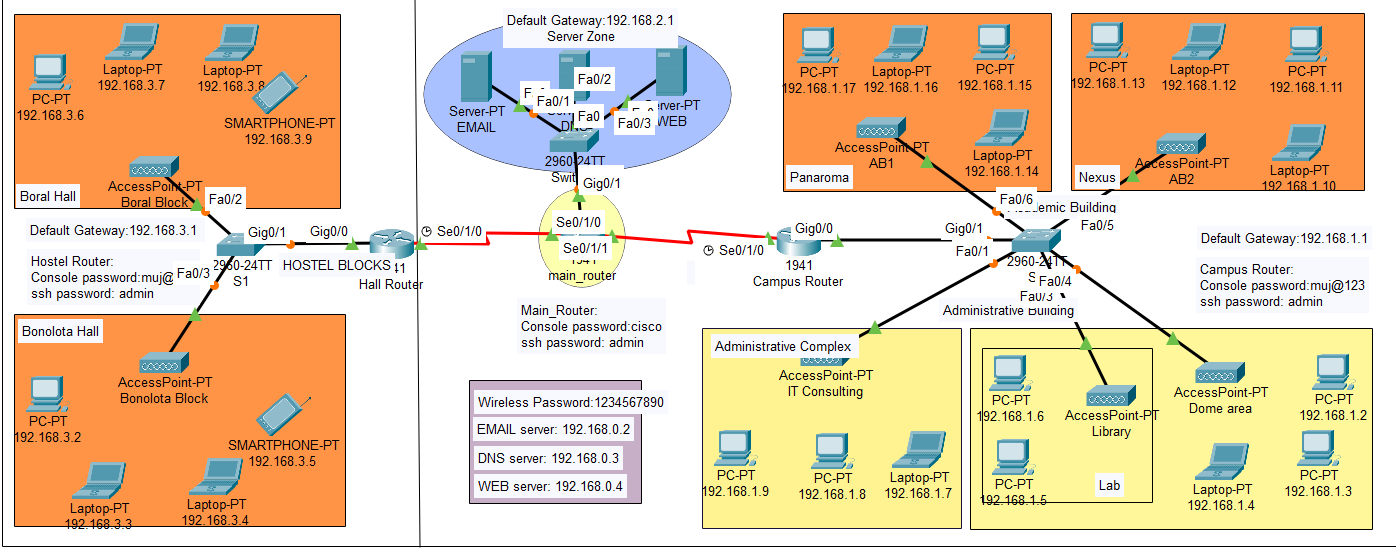 PC-PT
192.168.3.6
Laptop-PT
192.168.3.7
Laptop-PT
192.168.3.8
SMARTPHONE-PT
192.168.3.9
AccessPoint-PT
Boral Block
Boral Hall
Fa0/2
Default Gateway:192.168.3.1
Hostel Router:
Console password:muj@
ssh password: admin
Gig0/1
Gig0/0
Fa0/3
2960-24TT
S1
HOSTEL BLOCKS
Hall Router
Se0/1/0
Bonolota Hall
AccessPoint-PT
Bonolota Block
PC-PT
192.168.3.2
SMARTPHONE-PT
192.168.3.5
Laptop-PT
192.168.3.3
Laptop-PT
192.168.3.4
Default Gateway:192.168.2.1
Server Zone
Server-PT
EMAIL
Fa0/1
Fa0/2
DNS
Fa0
Fa0/3
WEB
2960-24TT
Gig0/1
Se0/1/0
Se0/1/1
1941
main_router
Main_Router:
Console password:cisco
ssh password: admin
Wireless Password:1234567890
EMAIL server: 192.168.0.2
DNS server: 192.168.0.3
WEB server: 192.168.0.4
Se0/1/0
Gig0/0
1941
Campus Router
PC-PT
192.168.1.17
Laptop-PT
192.168.1.16
PC-PT
192.168.1.15
AccessPoint-PT
AB1
Laptop-PT
192.168.1.14
Panaroma
PC-PT
192.168.1.13
Laptop-PT
192.168.1.12
PC-PT
192.168.1.11
AccessPoint-PT
AB2
Laptop-PT
192.168.1.10
Nexus
Fa0/6
Academic Building
Fa0/5
Gig0/1
Fa0/1
2960-24TT
Fa0/4
Fa0/3
Administrative Building
Default Gateway:192.168.1.1
Campus Router:
Console password:muj@123
ssh password: admin
Administrative Complex
AccessPoint-PT
IT Consulting
PC-PT
192.168.1.9
PC-PT
192.168.1.8
Laptop-PT
192.168.1.7
PC-PT
192.168.1.6
AccessPoint-PT
Library
PC-PT
192.168.1.5
Lab
AccessPoint-PT
Dome area
PC-PT
192.168.1.2
Laptop-PT
192.168.1.4
PC-PT
192.168.1.3